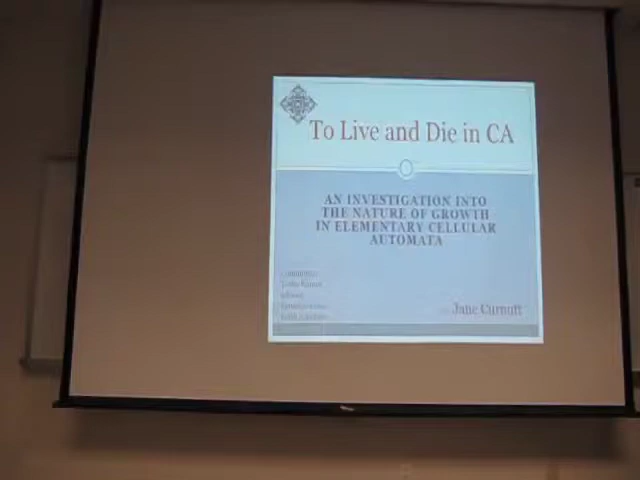 To Live and Die in CA
AN INVESTIGATION INTO
THE NATURE OF GROWTH
IN ELEMENTARY CELLULAR
AUTOMATA
Jane Curnutt